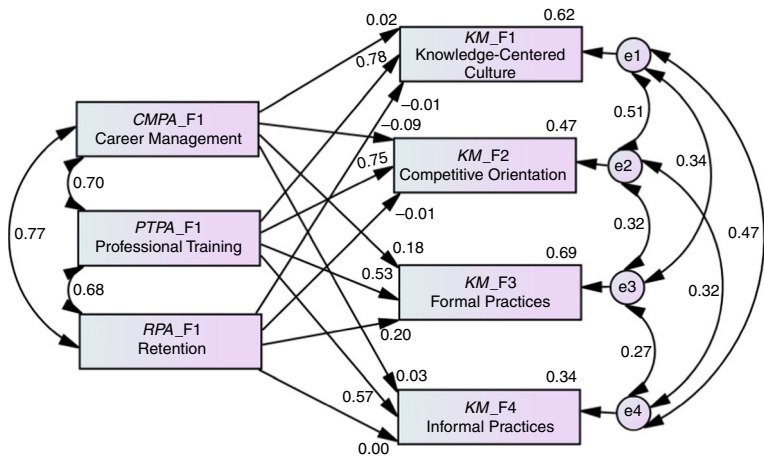 0.62
0.02
KM_F1
Knowledge-Centered
Culture
e1
0.78
–0.01
0.51
CMPA_F1
Career Management
–0.09
0.47
KM_F2
Competitive Orientation
e2
0.75
0.34
0.70
–0.01
PTPA_F1
Professional Training
0.77
0.32
0.47
0.18
0.69
KM_F3
Formal Practices
e3
0.53
0.68
0.32
RPA_F1
Retention
0.20
0.27
0.03
0.34
KM_F4
Informal Practices
e4
0.57
0.00